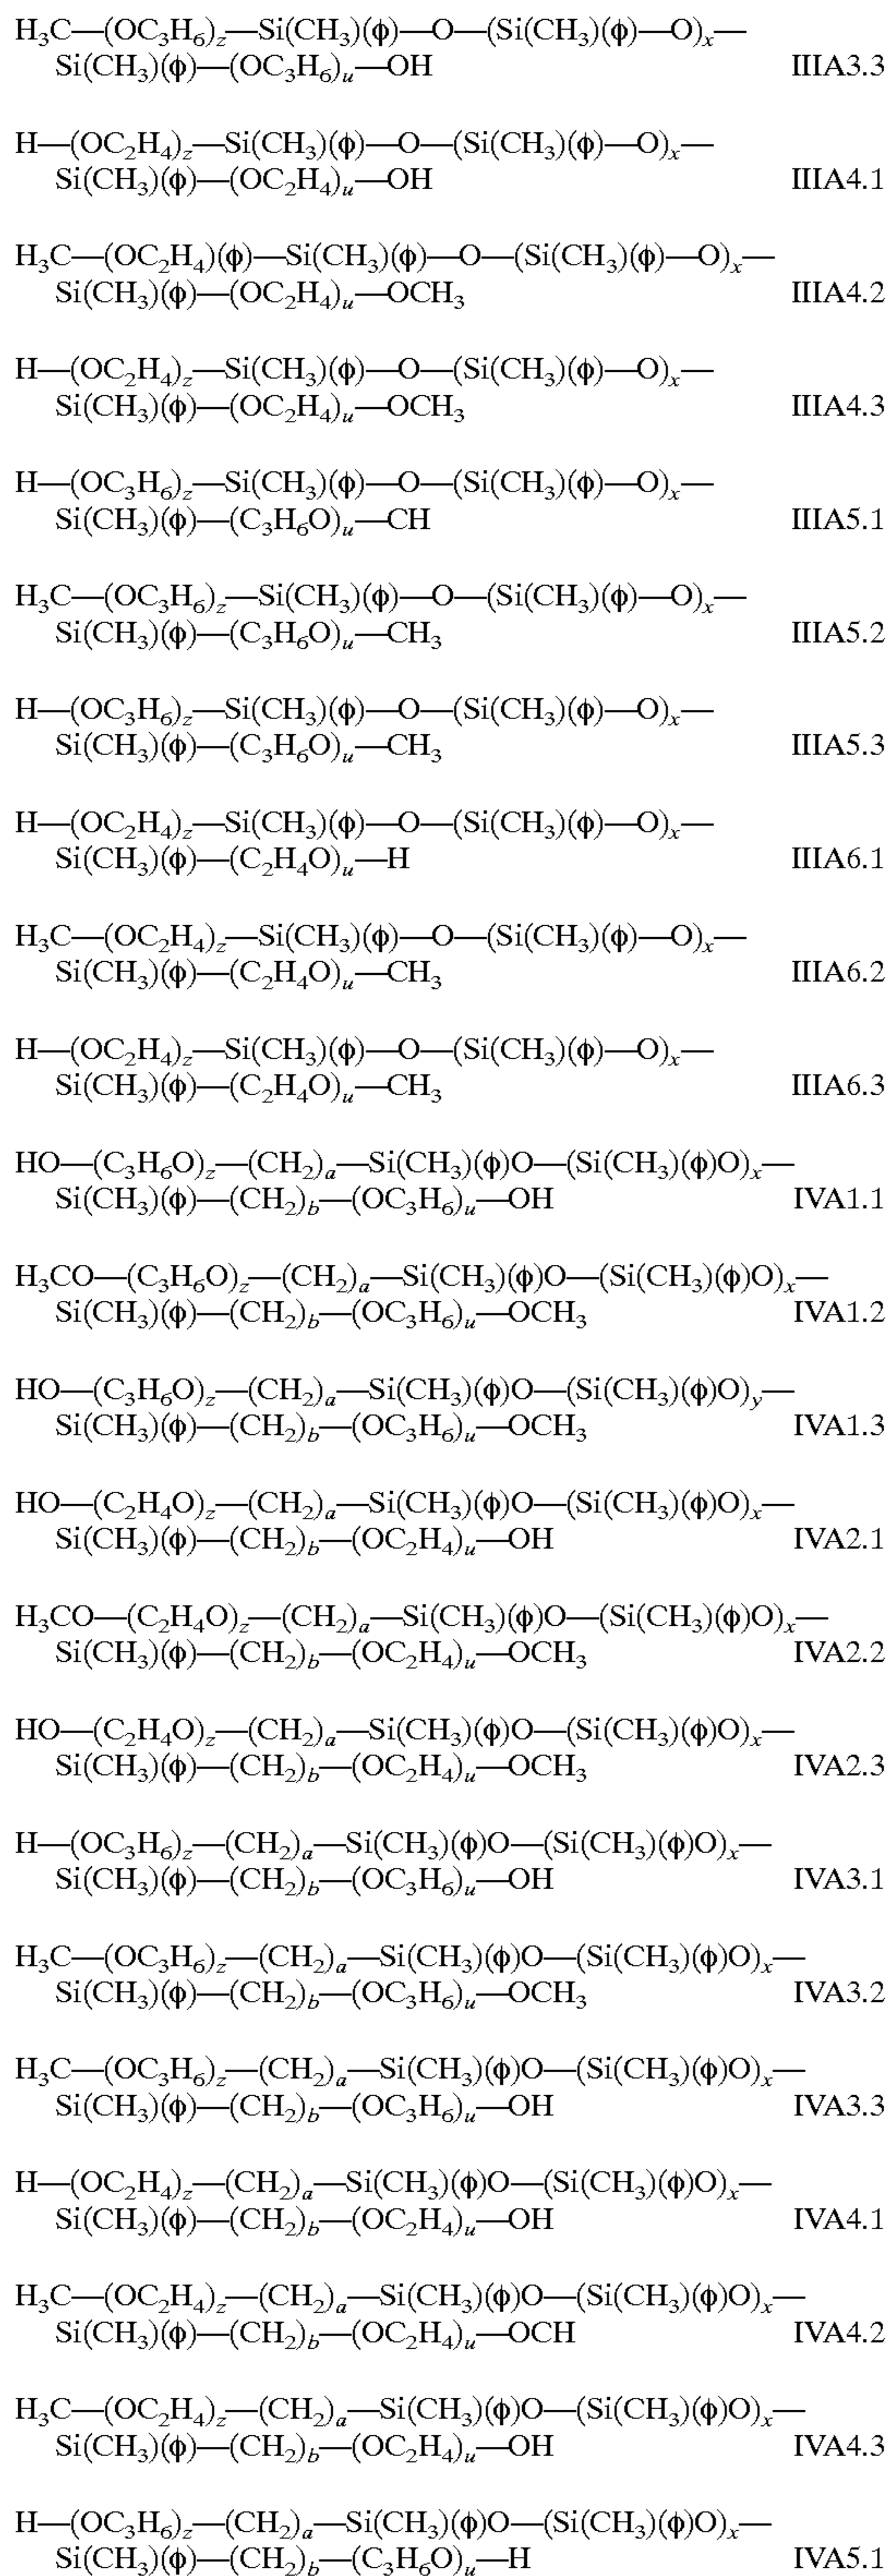 H₃C—(OC₃H₆)z—Si(CH₃)(ϕ)—O—(Si(CH₃)(ϕ)—O)x—
Si(CH₃)(ϕ)—(OC₃H₆)u—OH IIIA3.3
H—(OC₂H₄)z—Si(CH₃)(ϕ)—O—(Si(CH₃)(ϕ)—O)x—
Si(CH₃)(ϕ)—(OC₂H₄)u—OH IIIA4.1
H₃C—(OC₂H₄)(ϕ)—Si(CH₃)(ϕ)—O—(Si(CH₃)(ϕ)—O)x—
Si(CH₃)(ϕ)—(OC₂H₄)u—OCH₃ IIIA4.2
H—(OC₂H₄)z—Si(CH₃)(ϕ)—O—(Si(CH₃)(ϕ)—O)x—
Si(CH₃)(ϕ)—(OC₂H₄)u—OCH₃ IIIA4.3
H—(OC₃H₆)z—Si(CH₃)(ϕ)—O—(Si(CH₃)(ϕ)—O)x—
Si(CH₃)(ϕ)—(C₃H₆O)u—CH IIIA5.1
H₃C—(OC₃H₆)z—Si(CH₃)(ϕ)—O—(Si(CH₃)(ϕ)—O)x—
Si(CH₃)(ϕ)—(C₃H₆O)u—CH₃ IIIA5.2
H—(OC₃H₆)z—Si(CH₃)(ϕ)—O—(Si(CH₃)(ϕ)—O)x—
Si(CH₃)(ϕ)—(C₃H₆O)u—CH₃ IIIA5.3
H—(OC₂H₄)z—Si(CH₃)(ϕ)—O—(Si(CH₃)(ϕ)—O)x—
Si(CH₃)(ϕ)—(C₂H₄O)u—H IIIA6.1
H₃C—(OC₂H₄)z—Si(CH₃)(ϕ)—O—(Si(CH₃)(ϕ)—O)x—
Si(CH₃)(ϕ)—(C₂H₄O)u—CH₃ IIIA6.2
H—(OC₂H₄)z—Si(CH₃)(ϕ)—O—(Si(CH₃)(ϕ)—O)x—
Si(CH₃)(ϕ)—(C₂H₄O)u—CH₃ IIIA6.3
HO—(C₃H₆O)z—(CH₂)a—Si(CH₃)(ϕ)O—(Si(CH₃)(ϕ)O)x—
Si(CH₃)(ϕ)—(CH₂)b—(OC₃H₆)u—OH IVA1.1
H₃CO—(C₃H₆O)z—(CH₂)a—Si(CH₃)(ϕ)O—(Si(CH₃)(ϕ)O)x—
Si(CH₃)(ϕ)—(CH₂)b—(OC₃H₆)u—OCH₃ IVA1.2
HO—(C₃H₆O)z—(CH₂)a—Si(CH₃)(ϕ)O—(Si(CH₃)(ϕ)O)y—
Si(CH₃)(ϕ)—(CH₂)b—(OC₃H₆)u—OCH₃ IVA1.3
HO—(C₂H₄O)z—(CH₂)a—Si(CH₃)(ϕ)O—(Si(CH₃)(ϕ)O)x—
Si(CH₃)(ϕ)—(CH₂)b—(OC₂H₄)u—OH IVA2.1
H₃CO—(C₂H₄O)z—(CH₂)a—Si(CH₃)(ϕ)O—(Si(CH₃)(ϕ)O)x—
Si(CH₃)(ϕ)—(CH₂)b—(OC₂H₄)u—OCH₃ IVA2.2
HO—(C₂H₄O)z—(CH₂)a—Si(CH₃)(ϕ)O—(Si(CH₃)(ϕ)O)x—
Si(CH₃)(ϕ)—(CH₂)b—(OC₂H₄)u—OCH₃ IVA2.3
H—(OC₃H₆)z—(CH₂)a—Si(CH₃)(ϕ)O—(Si(CH₃)(ϕ)O)x—
Si(CH₃)(ϕ)—(CH₂)b—(OC₃H₆)u—OH IVA3.1
H₃C—(OC₃H₆)z—(CH₂)a—Si(CH₃)(ϕ)O—(Si(CH₃)(ϕ)O)x—
Si(CH₃)(ϕ)—(CH₂)b—(OC₃H₆)u—OCH₃ IVA3.2
H₃C—(OC₃H₆)z—(CH₂)a—Si(CH₃)(ϕ)O—(Si(CH₃)(ϕ)O)x—
Si(CH₃)(ϕ)—(CH₂)b—(OC₃H₆)u—OH IVA3.3
H—(OC₂H₄)z—(CH₂)a—Si(CH₃)(ϕ)O—(Si(CH₃)(ϕ)O)x—
Si(CH₃)(ϕ)—(CH₂)b—(OC₂H₄)u—OH IVA4.1
H₃C—(OC₂H₄)z—(CH₂)a—Si(CH₃)(ϕ)O—(Si(CH₃)(ϕ)O)x—
Si(CH₃)(ϕ)—(CH₂)b—(OC₂H₄)u—OCH IVA4.2
H₃C—(OC₂H₄)z—(CH₂)a—Si(CH₃)(ϕ)O—(Si(CH₃)(ϕ)O)x—
Si(CH₃)(ϕ)—(CH₂)b—(OC₂H₄)u—OH IVA4.3
H—(OC₃H₆)z—(CH₂)a—Si(CH₃)(ϕ)O—(Si(CH₃)(ϕ)O)x—
Si(CH₃)(ϕ)—(CH₂)b—(C₃H₆O)u—H IVA5.1